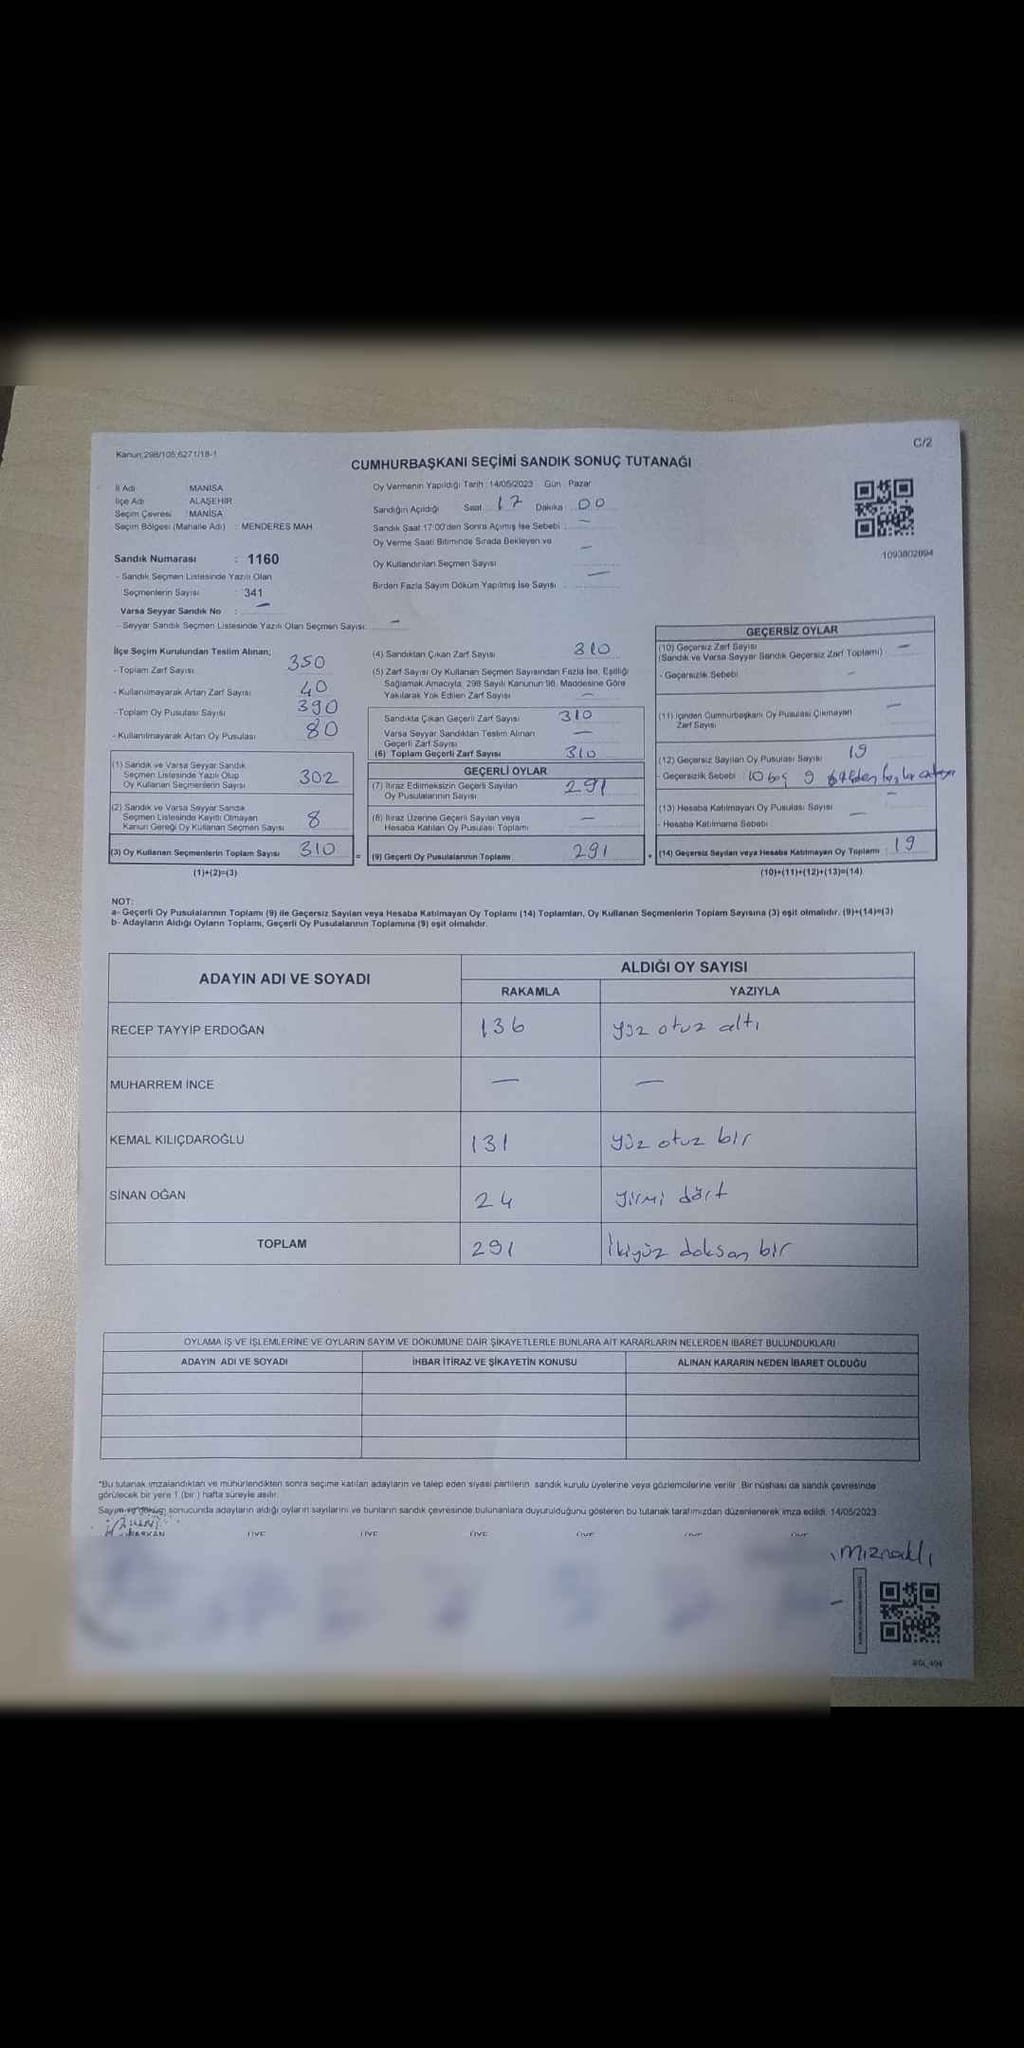 C/2
Kanun:298/105,6271/18-1
CUMHURBAŞKANI SEÇİMİ SANDIK SONUÇ TUTANAĞI
İl Adı MANİSA
İlçe Adı ALAŞEHİR
Seçim Çevresi MANİSA
Seçim Bölgesi (Mahalle Adı) : MENDERES MAH.
Oy Vermenin Yapıldığı Tarih : 14/05/2023 Gün Pazar
Sandığın Açıldığı Saat 17 Dakika 00
Sandık Saat 17:00'den Sonra Açımış İse Sebebi : —
Oy Verme Saati Bitiminde Sırada Bekleyen ve
Oy Kullandırılan Seçmen Sayısı —
Birden Fazla Sayım Döküm Yapılmış İse Sayısı —
1093802094
Sandık Numarası : 1160
- Sandık Seçmen Listesinde Yazılı Olan
Seçmenlerin Sayısı : 341
Varsa Seyyar Sandık No : —
- Seyyar Sandık Seçmen Listesinde Yazılı Olan Seçmen Sayısı: —
İlçe Seçim Kurulundan Teslim Alınan;
-Toplam Zarf Sayısı 350
- Kullanılmayarak Artan Zarf Sayısı 40
-Toplam Oy Pusulası Sayısı 390
- Kullanılmayarak Artan Oy Pusulası 80
(1) Sandık ve Varsa Seyyar Sandık
Seçmen Listesinde Yazılı Olup
Oy Kullanan Seçmenlerin Sayısı 302
(2) Sandık ve Varsa Seyyar Sandık
Seçmen Listesinde Kayıtlı Olmayan
Kanun Gereği Oy Kullanan Seçmen Sayısı 8
(3) Oy Kullanan Seçmenlerin Toplam Sayısı 310
(1)+(2)=(3)
(4) Sandıktan Çıkan Zarf Sayısı 310
(5) Zarf Sayısı Oy Kullanan Seçmen Sayısından Fazla İse, Eşitliği
Sağlamak Amacıyla, 298 Sayılı Kanunun 98. Maddesine Göre
Yakılarak Yok Edilen Zarf Sayısı —
Sandıkta Çıkan Geçerli Zarf Sayısı 310
Varsa Seyyar Sandıktan Teslim Alınan
Geçerli Zarf Sayısı —
(6) Toplam Geçerli Zarf Sayısı 310
GEÇERLİ OYLAR
(7) İtiraz Edilmeksizin Geçerli Sayılan
Oy Pusulalarının Sayısı 291
(8) İtiraz Üzerine Geçerli Sayılan veya
Hesaba Katılan Oy Pusulası Toplamı —
= (9) Geçerli Oy Pusulalarının Toplamı 291
GEÇERSİZ OYLAR
(10) Geçersiz Zarf Sayısı —
(Sandık ve Varsa Seyyar Sandık Geçersiz Zarf Toplamı)
- Geçersizlik Sebebi —
(11) İçinden Cumhurbaşkanı Oy Pusulası Çıkmayan
Zarf Sayısı —
(12) Geçersiz Sayılan Oy Pusulası Sayısı 19
- Geçersizlik Sebebi 10 boş 9
(13) Hesaba Katılmayan Oy Pusulası Sayısı —
- Hesaba Katılmama Sebebi —
+ (14) Geçersiz Sayılan veya Hesaba Katılmayan Oy Toplamı 19
(10)+(11)+(12)+(13)=(14)
NOT:
a- Geçerli Oy Pusulalarının Toplamı (9) ile Geçersiz Sayılan veya Hesaba Katılmayan Oy Toplamı (14) Toplamları, Oy Kullanan Seçmenlerin Toplam Sayısına (3) eşit olmalıdır. (9)+(14)=(3)
b- Adayların Aldığı Oyların Toplamı, Geçerli Oy Pusulalarının Toplamına (9) eşit olmalıdır.
ADAYIN ADI VE SOYADI ALDIĞI OY SAYISI
RAKAMLA YAZIYLA
RECEP TAYYİP ERDOĞAN 136 yüz otuz altı
MUHARREM İNCE — —
KEMAL KILIÇDAROĞLU 131 yüz otuz bir
SİNAN OĞAN 24 yirmi dört
TOPLAM 291 İkiyüz doksan bir
OYLAMA İŞ VE İŞLEMLERİNE VE OYLARIN SAYIM VE DÖKÜMÜNE DAİR ŞİKAYETLERLE BUNLARA AİT KARARLARIN NELERDEN İBARET BULUNDUKLARI
ADAYIN ADI VE SOYADI İHBAR İTİRAZ VE ŞİKAYETİN KONUSU ALINAN KARARIN NEDEN İBARET OLDUĞU
*Bu tutanak imzalandıktan ve mühürlendikten sonra seçime katılan adayların ve talep eden siyasi partilerin sandık kurulu üyelerine veya gözlemcilerine verilir. Bir nüshası da sandık çevresinde
görülecek bir yere 1 (bir ) hafta süreyle asılır.
Sayım ve döküm sonucunda adayların aldığı oyların sayılarını ve bunların sandık çevresinde bulunanlara duyurulduğunu gösteren bu tutanak tarafımızdan düzenlenerek imza edildi. 14/05/2023
BAŞKAN ÜYE ÜYE ÜYE ÜYE ÜYE ÜYE